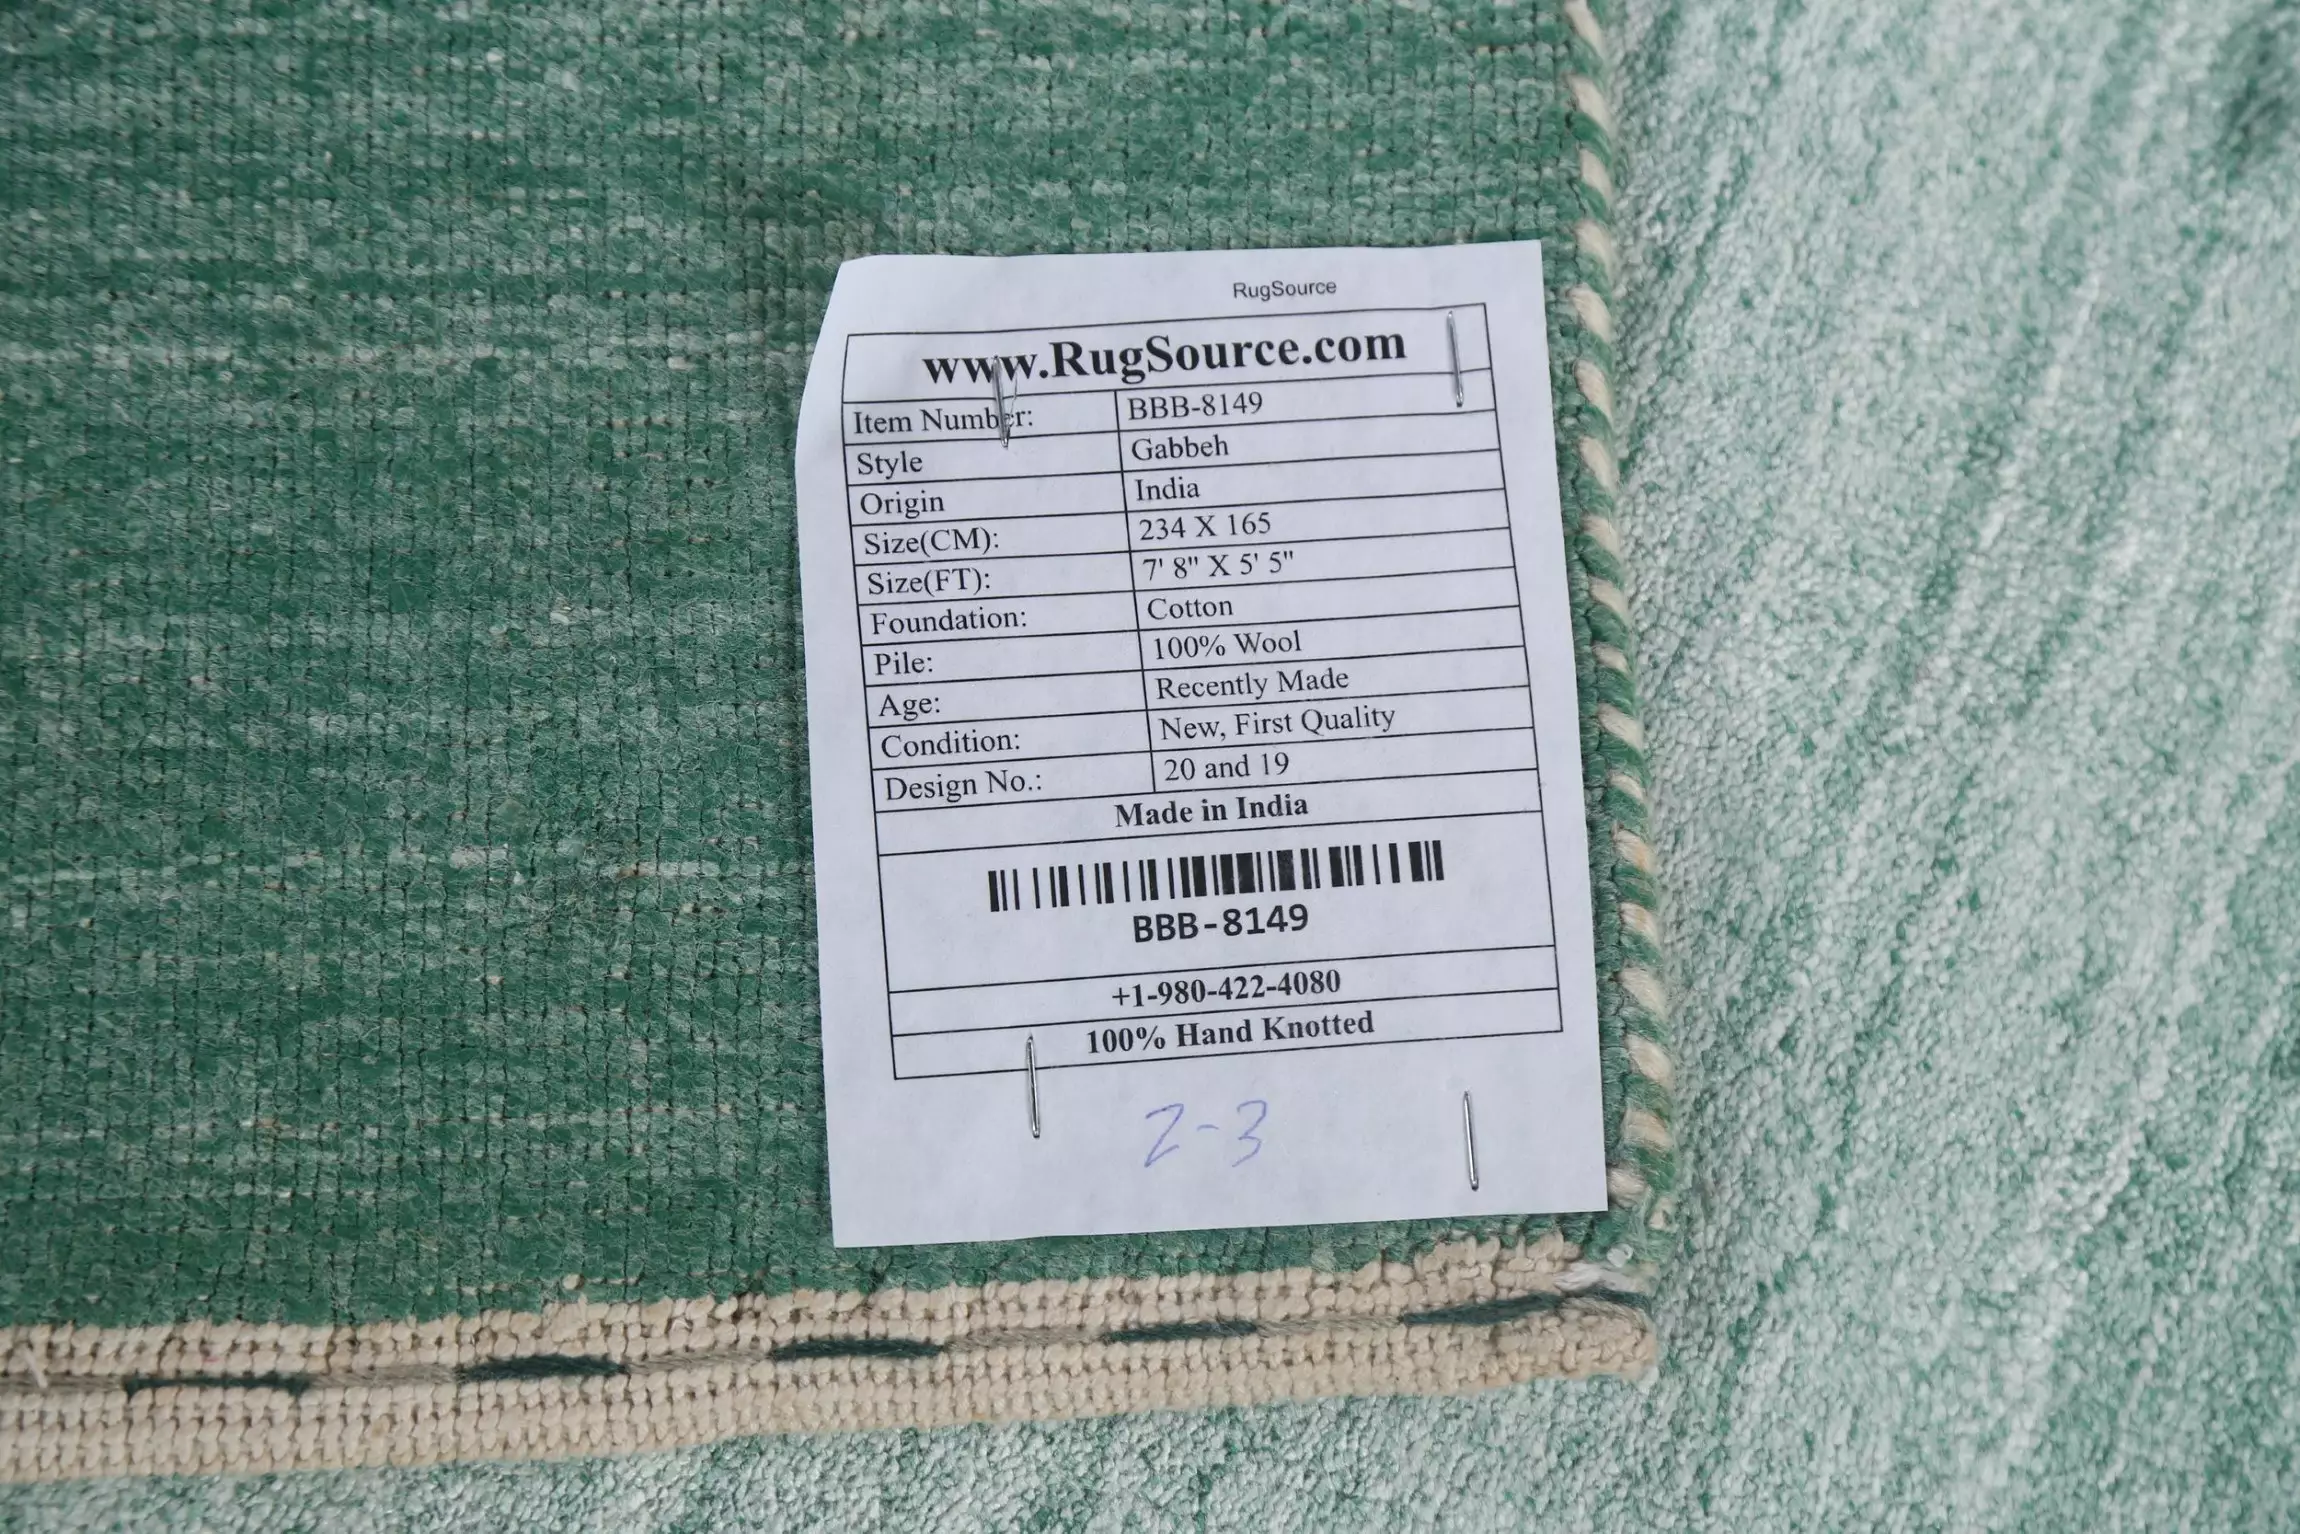 RugSource
www.RugSource.com
Item Number: BBB-8149
Style Gabbeh
Origin India
Size(CM): 234 X 165
Size(FT): 7' 8" X 5' 5"
Foundation: Cotton
Pile: 100% Wool
Age: Recently Made
Condition: New, First Quality
Design No.: 20 and 19
Made in India
BBB-8149
+1-980-422-4080
100% Hand Knotted
2-3